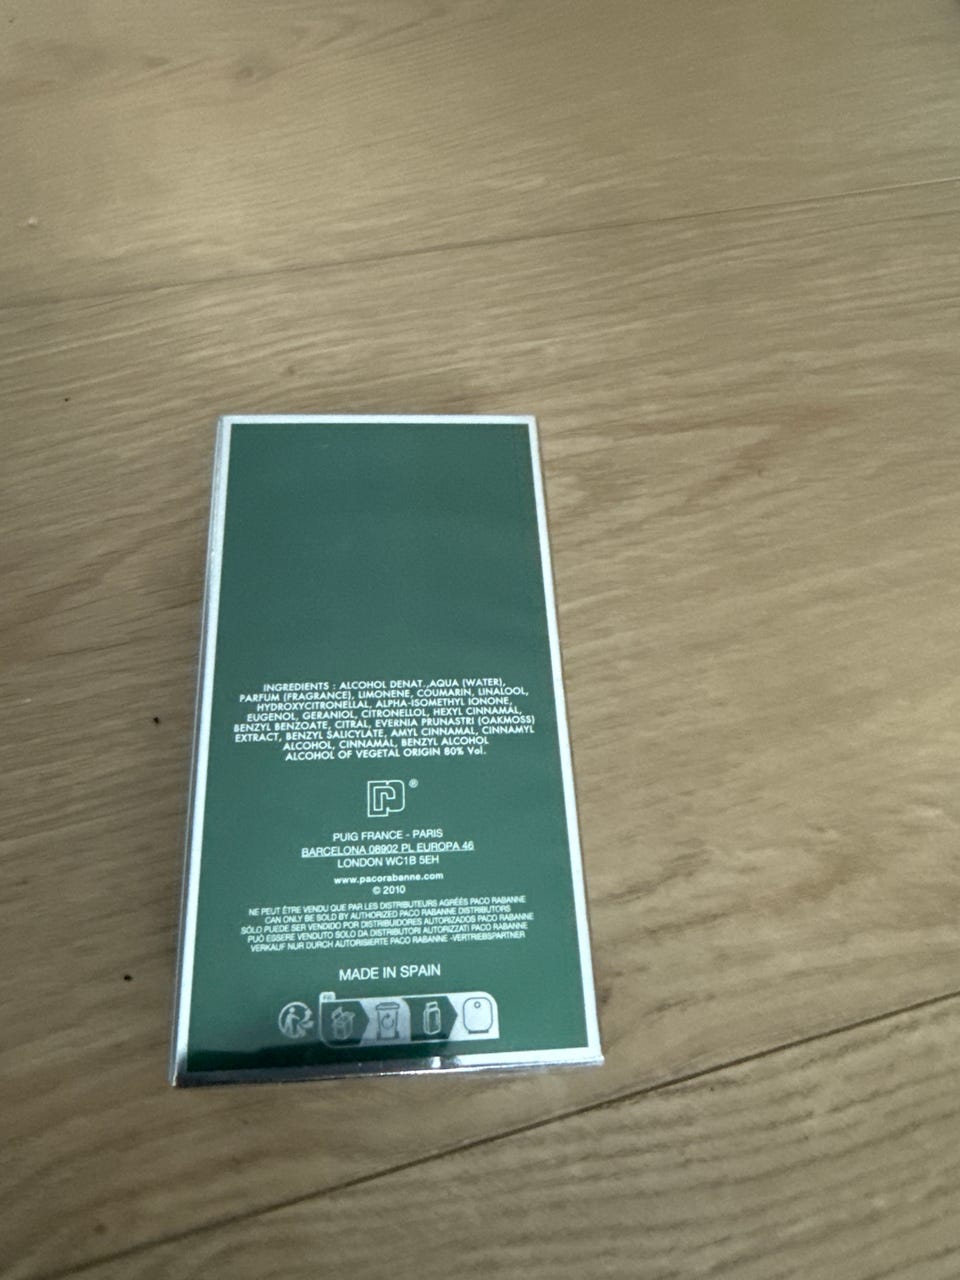 INGREDIENTS : ALCOHOL DENAT.,AQUA (WATER),
PARFUM (FRAGRANCE), LIMONENE, COUMARIN, LINALOOL,
HYDROXYCITRONELLAL, ALPHA-ISOMETHYL IONONE,
EUGENOL, GERANIOL, CITRONELLOL, HEXYL CINNAMAL,
BENZYL BENZOATE, CITRAL, EVERNIA PRUNASTRI (OAKMOSS)
EXTRACT, BENZYL SALICYLATE, AMYL CINNAMAL, CINNAMYL
ALCOHOL, CINNAMAL, BENZYL ALCOHOL
ALCOHOL OF VEGETAL ORIGIN 80% Vol.
®
PUIG FRANCE - PARIS
BARCELONA 08902 PL EUROPA 46
LONDON WC1B 5EH
www.pacorabanne.com
© 2010
NE PEUT ÊTRE VENDU QUE PAR LES DISTRIBUTEURS AGRÉÉS PACO RABANNE
CAN ONLY BE SOLD BY AUTHORIZED PACO RABANNE DISTRIBUTORS
SÓLO PUEDE SER VENDIDO POR DISTRIBUIDORES AUTORIZADOS PACO RABANNE
PUÒ ESSERE VENDUTO SOLO DA DISTRIBUTORI AUTORIZZATI PACO RABANNE
VERKAUF NUR DURCH AUTORISIERTE PACO RABANNE -VERTRIEBSPARTNER
MADE IN SPAIN
FR